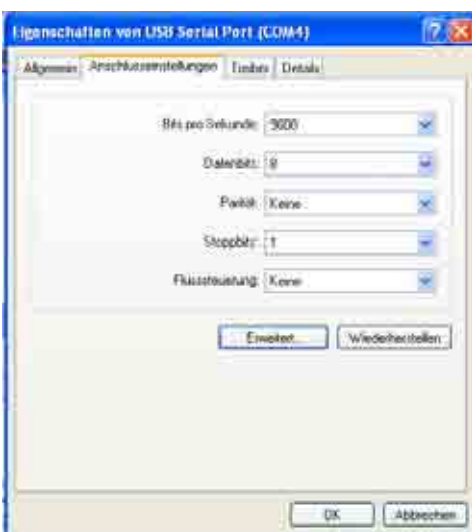 Eigenschaften von USB Serial Port (COM4)
Allgemein Anschlusseinstellungen Treiber Details
Bits pro Sekunde: 9600
Datenbits: 8
Parität: Keine
Stoppbits: 1
Flusssteuerung: Keine
Erweitert... Wiederherstellen
OK Abbrechen